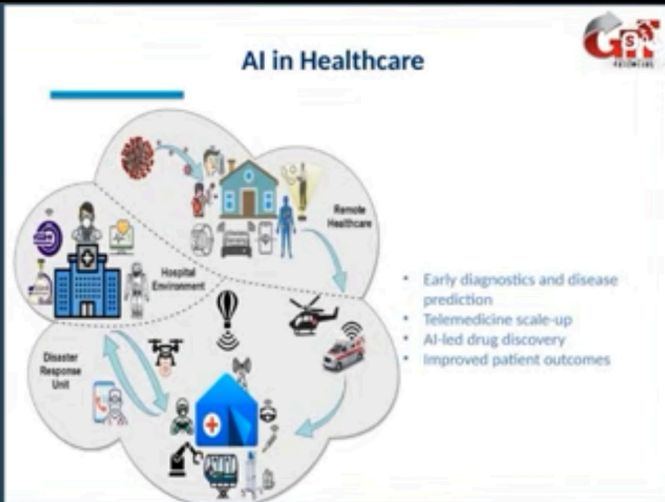 AI in Healthcare
Remote
Healthcare
Hospital
Environment
Disaster
Response
Unit
• Early diagnostics and disease
prediction
• Telemedicine scale-up
• AI-led drug discovery
• Improved patient outcomes